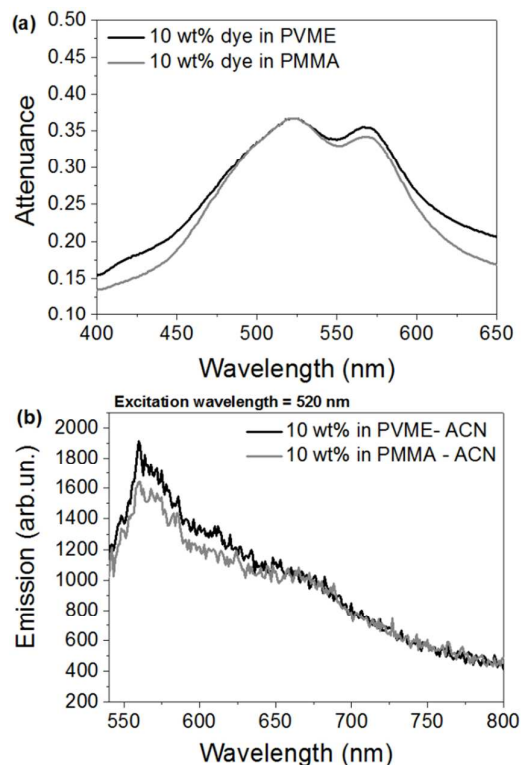 (a)
10 wt% dye in PVME
10 wt% dye in PMMA
Attenuance
0.50
0.45
0.40
0.35
0.30
0.25
0.20
0.15
0.10
400 450 500 550 600 650
Wavelength (nm)
(b)
Excitation wavelength = 520 nm
10 wt% in PVME- ACN
10 wt% in PMMA - ACN
Emission (arb.un.)
2000
1800
1600
1400
1200
1000
800
600
400
200
550 600 650 700 750 800
Wavelength (nm)